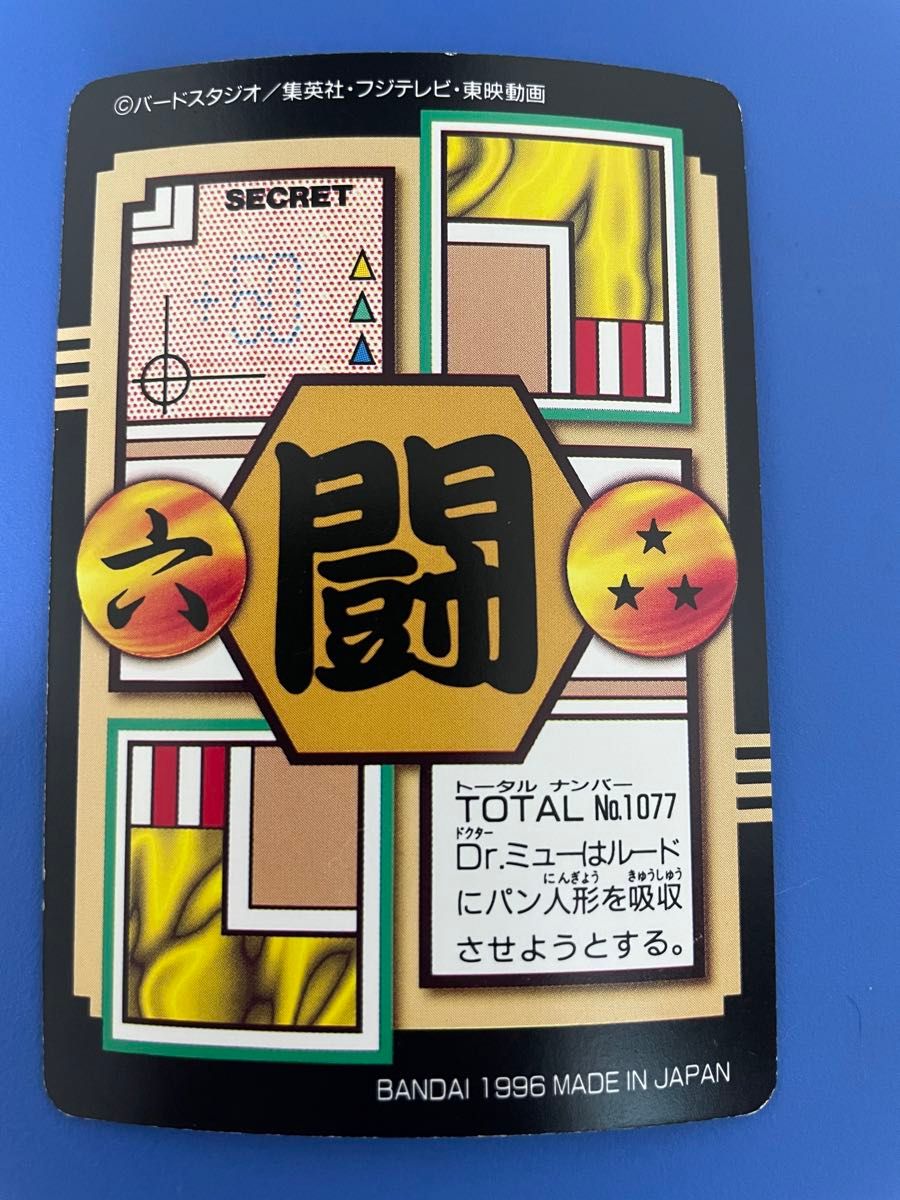 ©バードスタジオ／集英社・フジテレビ・東映動画
SECRET
+50
闘
六
トータル ナンバー
TOTAL No.1077
ドクター
Dr.ミューはルード
にんぎょう きゅうしゅう
にパン人形を吸収
させようとする。
BANDAI 1996 MADE IN JAPAN